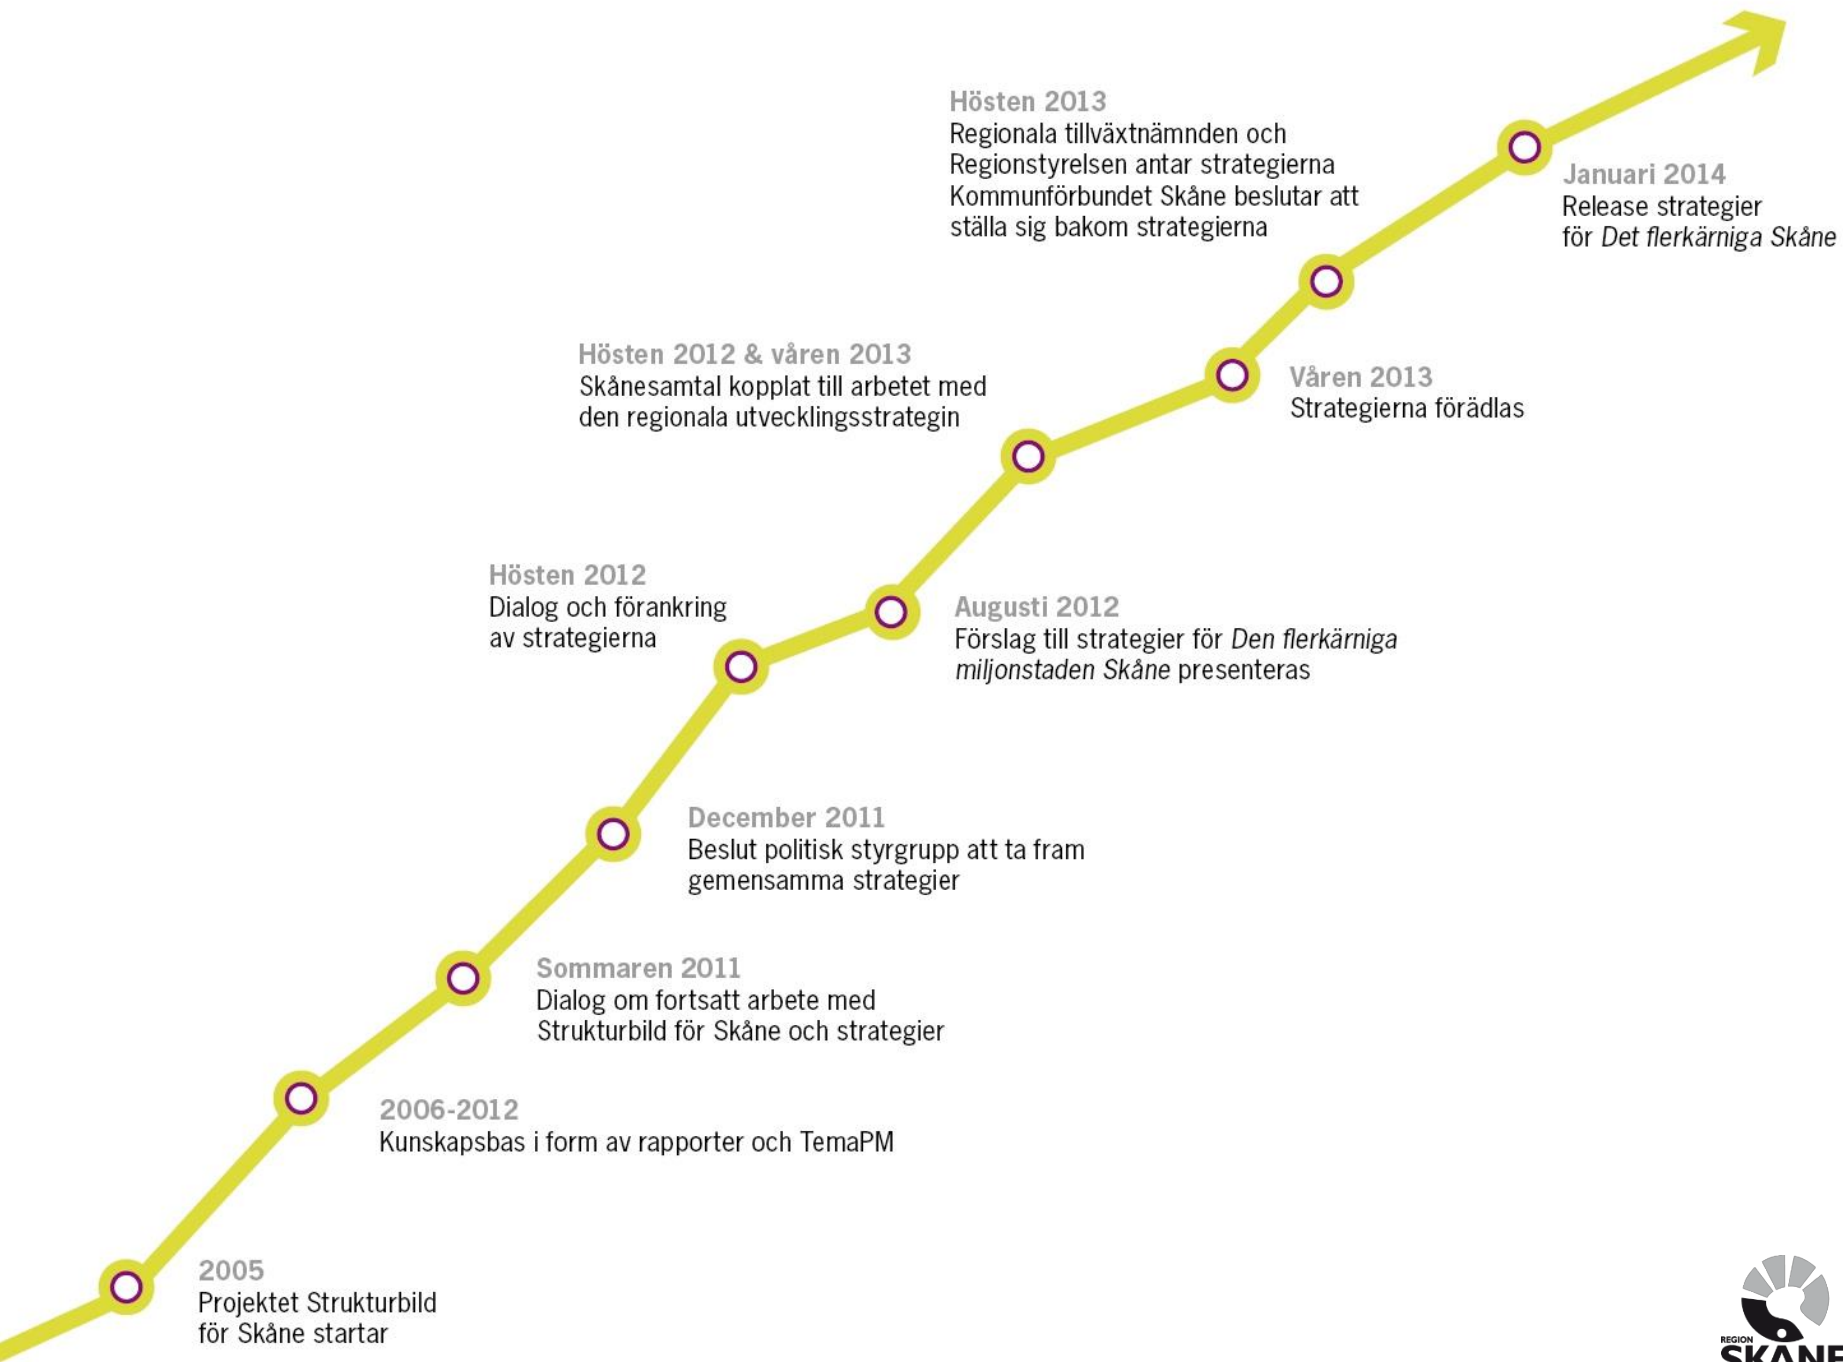 Hösten 2013
Regionala tillväxtnämnden och
Regionstyrelsen antar strategierna
Kommunförbundet Skåne beslutar att
ställa sig bakom strategierna
Januari 2014
Release strategier
för Det flerkärniga Skåne
Hösten 2012 & våren 2013
Skånesamtal kopplat till arbetet med
den regionala utvecklingsstrategin
Våren 2013
Strategierna förädlas
Hösten 2012
Dialog och förankring
av strategierna
Augusti 2012
Förslag till strategier för Den flerkärniga
miljonstaden Skåne presenteras
December 2011
Beslut politisk styrgrupp att ta fram
gemensamma strategier
Sommaren 2011
Dialog om fortsatt arbete med
Strukturbild för Skåne och strategier
2006-2012
Kunskapsbas i form av rapporter och TemaPM
2005
Projektet Strukturbild
för Skåne startar
REGION
SKÅNE